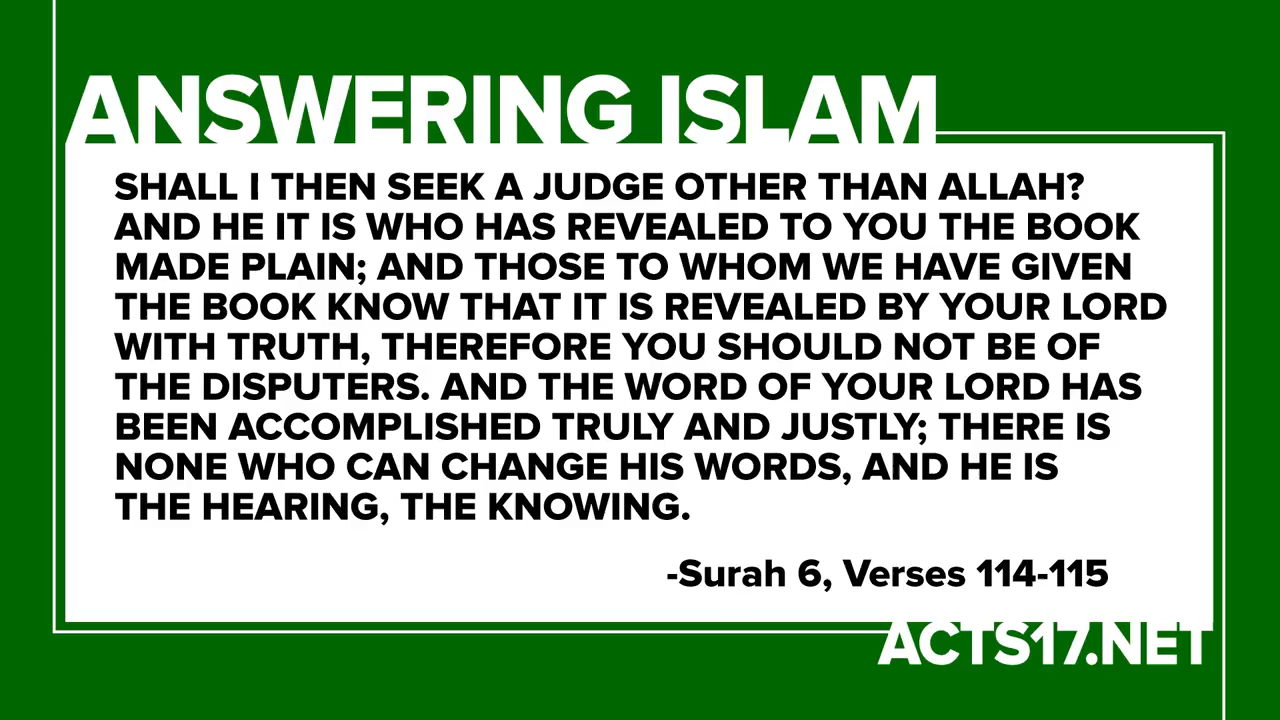 ANSWERING ISLAM
SHALL I THEN SEEK A JUDGE OTHER THAN ALLAH?
AND HE IT IS WHO HAS REVEALED TO YOU THE BOOK
MADE PLAIN; AND THOSE TO WHOM WE HAVE GIVEN
THE BOOK KNOW THAT IT IS REVEALED BY YOUR LORD
WITH TRUTH, THEREFORE YOU SHOULD NOT BE OF
THE DISPUTERS. AND THE WORD OF YOUR LORD HAS
BEEN ACCOMPLISHED TRULY AND JUSTLY; THERE IS
NONE WHO CAN CHANGE HIS WORDS, AND HE IS
THE HEARING, THE KNOWING.
-Surah 6, Verses 114-115
ACTS17.NET